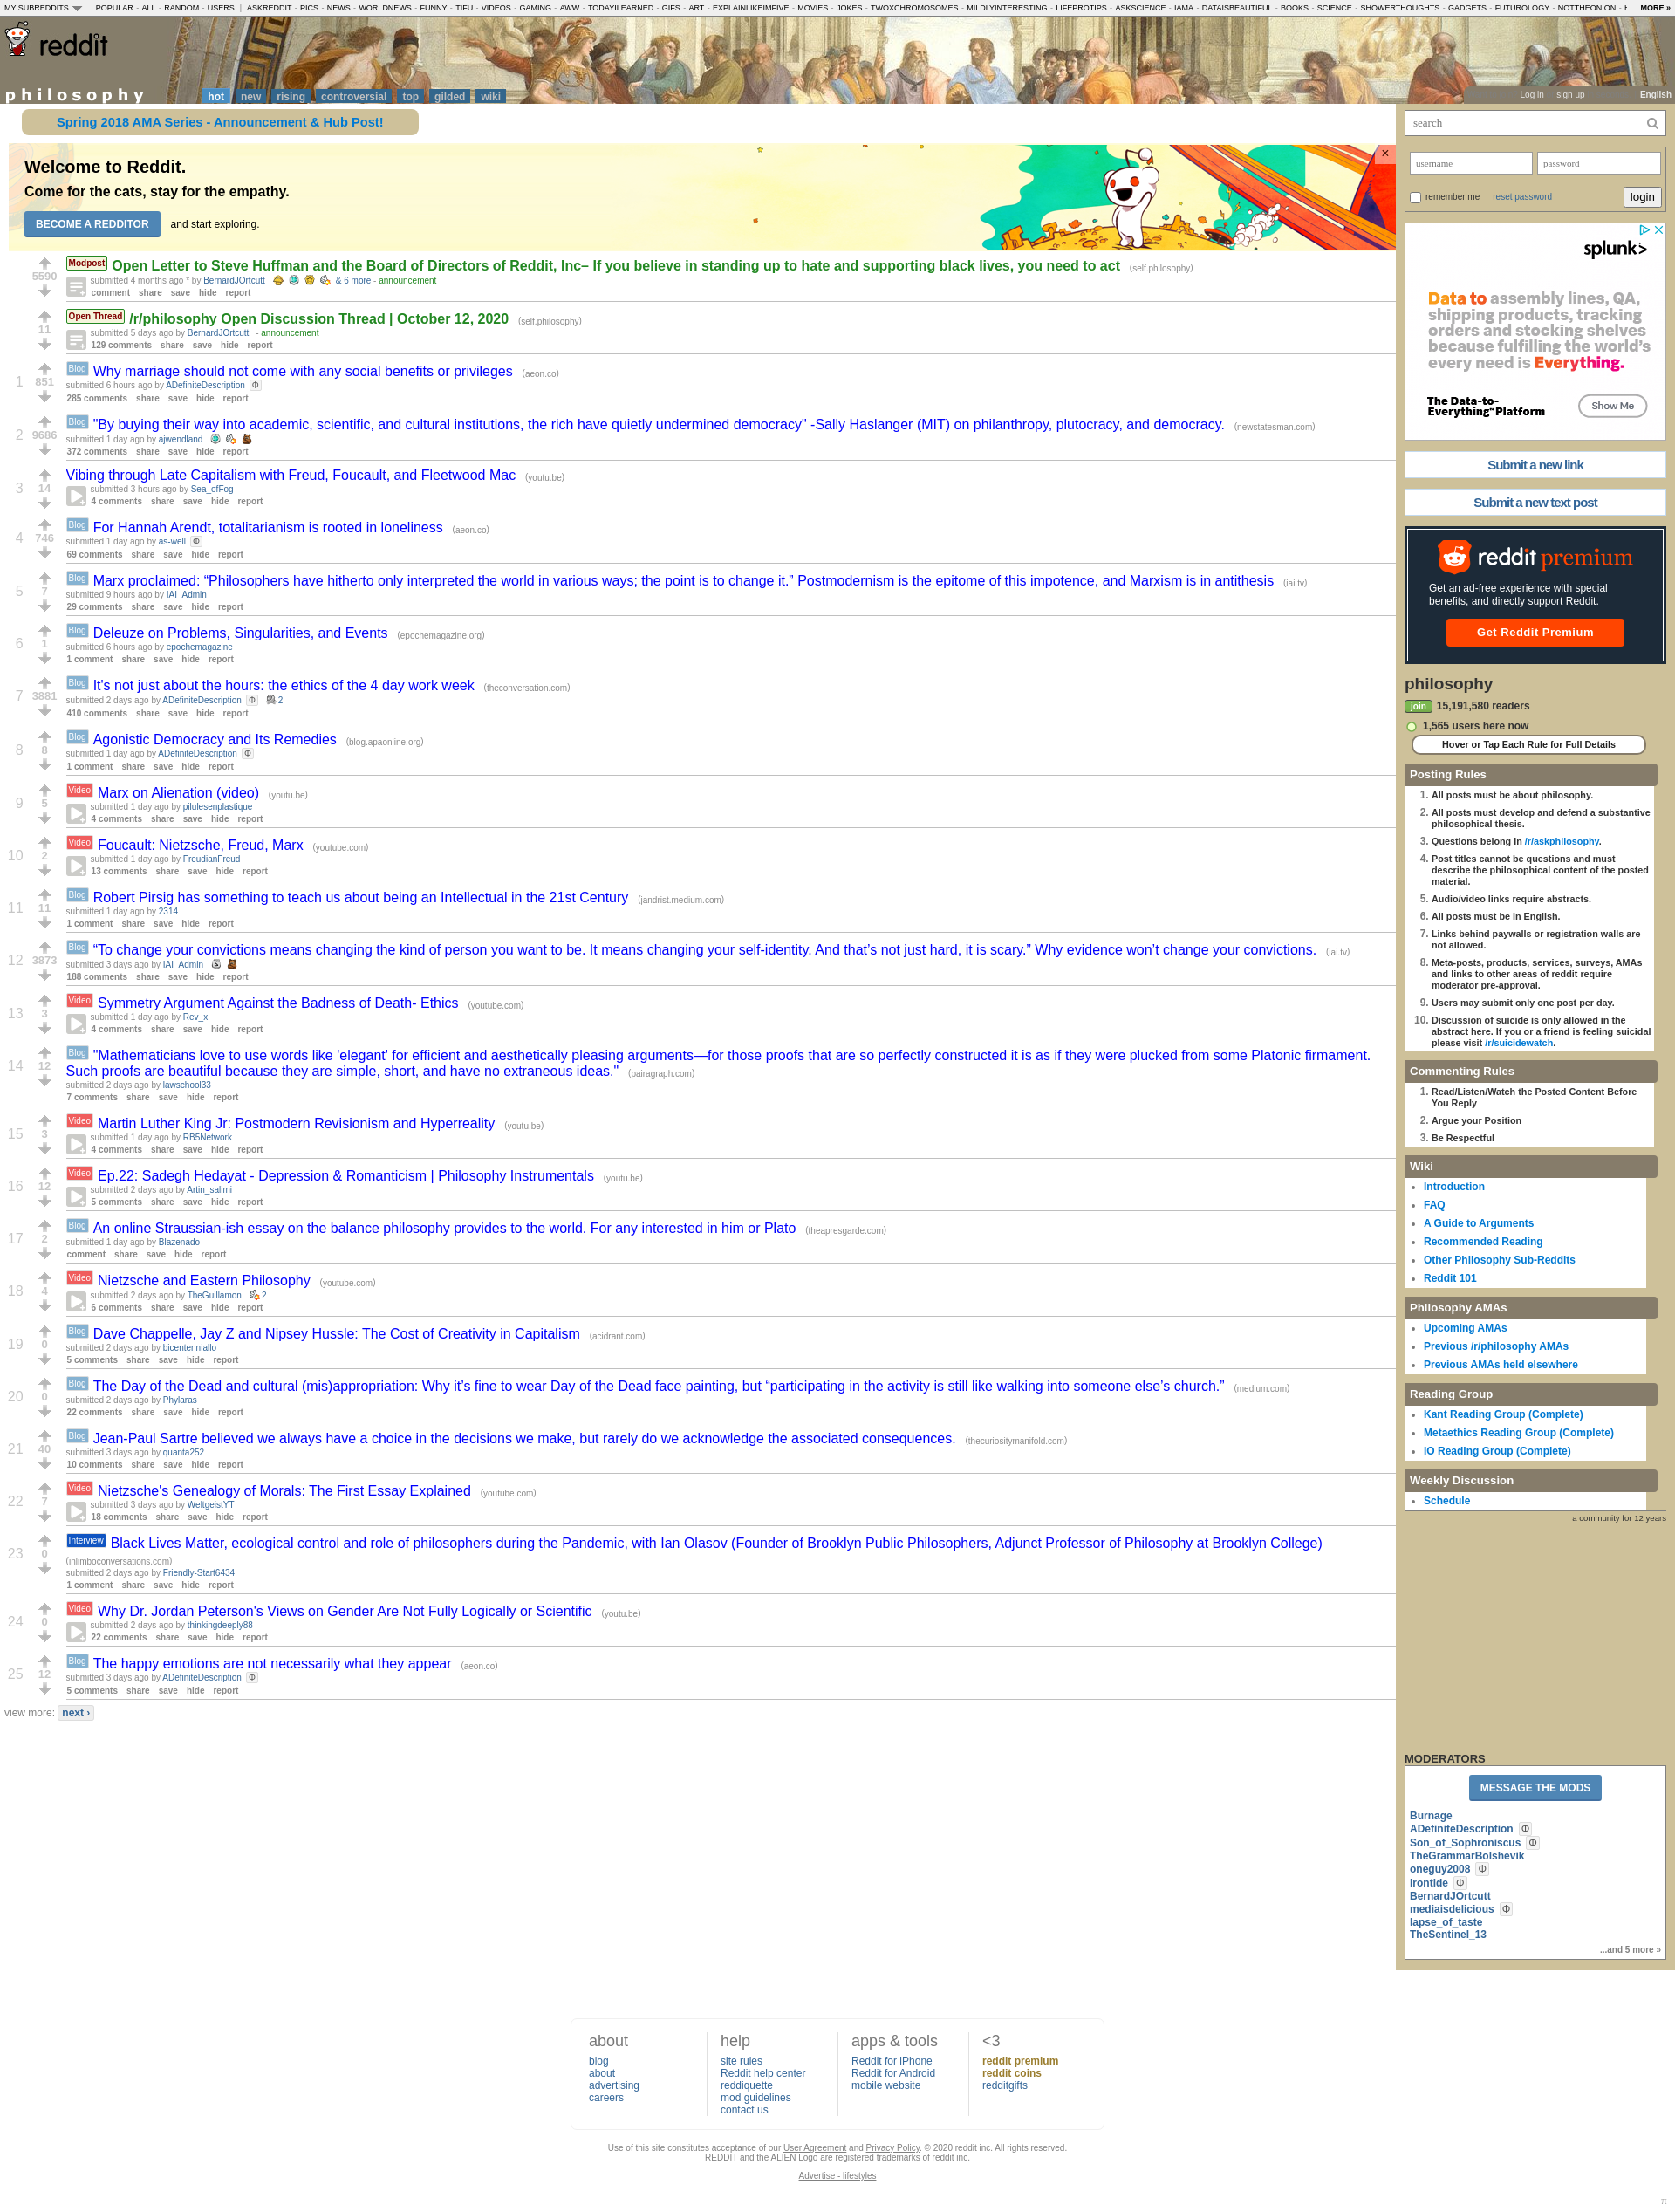 MY SUBREDDITS POPULAR - ALL - RANDOM - USERS | ASKREDDIT - PICS - NEWS - WORLDNEWS - FUNNY - TIFU - VIDEOS - GAMING - AWW - TODAYILEARNED - GIFS - ART - EXPLAINLIKEIMFIVE - MOVIES - JOKES - TWOXCHROMOSOMES - MILDLYINTERESTING - LIFEPROTIPS - ASKSCIENCE - IAMA - DATAISBEAUTIFUL - BOOKS - SCIENCE - SHOWERTHOUGHTS - GADGETS - FUTUROLOGY - NOTTHEONION - MORE »
reddit
philosophy hot new rising controversial top gilded wiki
Log in sign up English
Spring 2018 AMA Series - Announcement & Hub Post!
Welcome to Reddit.
Come for the cats, stay for the empathy.
BECOME A REDDITOR and start exploring.
5590
Modpost Open Letter to Steve Huffman and the Board of Directors of Reddit, Inc– If you believe in standing up to hate and supporting black lives, you need to act (self.philosophy)
submitted 4 months ago * by BernardJOrtcutt & 6 more - announcement
comment share save hide report
11
Open Thread /r/philosophy Open Discussion Thread | October 12, 2020 (self.philosophy)
submitted 5 days ago by BernardJOrtcutt - announcement
129 comments share save hide report
1 851
Blog Why marriage should not come with any social benefits or privileges (aeon.co)
submitted 6 hours ago by ADefiniteDescription Φ
285 comments share save hide report
2 9686
Blog "By buying their way into academic, scientific, and cultural institutions, the rich have quietly undermined democracy" -Sally Haslanger (MIT) on philanthropy, plutocracy, and democracy. (newstatesman.com)
submitted 1 day ago by ajwendland
372 comments share save hide report
3 14
Vibing through Late Capitalism with Freud, Foucault, and Fleetwood Mac (youtu.be)
submitted 3 hours ago by Sea_ofFog
4 comments share save hide report
4 746
Blog For Hannah Arendt, totalitarianism is rooted in loneliness (aeon.co)
submitted 1 day ago by as-well Φ
69 comments share save hide report
5 7
Blog Marx proclaimed: “Philosophers have hitherto only interpreted the world in various ways; the point is to change it.” Postmodernism is the epitome of this impotence, and Marxism is in antithesis (iai.tv)
submitted 9 hours ago by IAI_Admin
29 comments share save hide report
6 1
Blog Deleuze on Problems, Singularities, and Events (epochemagazine.org)
submitted 6 hours ago by epochemagazine
1 comment share save hide report
7 3881
Blog It's not just about the hours: the ethics of the 4 day work week (theconversation.com)
submitted 2 days ago by ADefiniteDescription Φ 2
410 comments share save hide report
8 8
Blog Agonistic Democracy and Its Remedies (blog.apaonline.org)
submitted 1 day ago by ADefiniteDescription Φ
1 comment share save hide report
9 5
Video Marx on Alienation (video) (youtu.be)
submitted 1 day ago by pilulesenplastique
4 comments share save hide report
10 2
Video Foucault: Nietzsche, Freud, Marx (youtube.com)
submitted 1 day ago by FreudianFreud
13 comments share save hide report
11 11
Blog Robert Pirsig has something to teach us about being an Intellectual in the 21st Century (jandrist.medium.com)
submitted 1 day ago by 2314
1 comment share save hide report
12 3873
Blog “To change your convictions means changing the kind of person you want to be. It means changing your self-identity. And that’s not just hard, it is scary.” Why evidence won’t change your convictions. (iai.tv)
submitted 3 days ago by IAI_Admin
188 comments share save hide report
13 3
Video Symmetry Argument Against the Badness of Death- Ethics (youtube.com)
submitted 1 day ago by Rev_x
4 comments share save hide report
14 12
Blog "Mathematicians love to use words like 'elegant' for efficient and aesthetically pleasing arguments—for those proofs that are so perfectly constructed it is as if they were plucked from some Platonic firmament.
Such proofs are beautiful because they are simple, short, and have no extraneous ideas." (pairagraph.com)
submitted 2 days ago by lawschool33
7 comments share save hide report
15 3
Video Martin Luther King Jr: Postmodern Revisionism and Hyperreality (youtu.be)
submitted 1 day ago by RB5Network
4 comments share save hide report
16 12
Video Ep.22: Sadegh Hedayat - Depression & Romanticism | Philosophy Instrumentals (youtu.be)
submitted 2 days ago by Artin_salimi
5 comments share save hide report
17 2
Blog An online Straussian-ish essay on the balance philosophy provides to the world. For any interested in him or Plato (theapresgarde.com)
submitted 1 day ago by Blazenado
comment share save hide report
18 4
Video Nietzsche and Eastern Philosophy (youtube.com)
submitted 2 days ago by TheGuillamon 2
6 comments share save hide report
19 0
Blog Dave Chappelle, Jay Z and Nipsey Hussle: The Cost of Creativity in Capitalism (acidrant.com)
submitted 2 days ago by bicentenniallo
5 comments share save hide report
20 0
Blog The Day of the Dead and cultural (mis)appropriation: Why it’s fine to wear Day of the Dead face painting, but “participating in the activity is still like walking into someone else’s church.” (medium.com)
submitted 2 days ago by Phylaras
22 comments share save hide report
21 40
Blog Jean-Paul Sartre believed we always have a choice in the decisions we make, but rarely do we acknowledge the associated consequences. (thecuriositymanifold.com)
submitted 3 days ago by quanta252
10 comments share save hide report
22 7
Video Nietzsche's Genealogy of Morals: The First Essay Explained (youtube.com)
submitted 3 days ago by WeltgeistYT
18 comments share save hide report
23 0
Interview Black Lives Matter, ecological control and role of philosophers during the Pandemic, with Ian Olasov (Founder of Brooklyn Public Philosophers, Adjunct Professor of Philosophy at Brooklyn College)
(inlimboconversations.com)
submitted 2 days ago by Friendly-Start6434
1 comment share save hide report
24 0
Video Why Dr. Jordan Peterson's Views on Gender Are Not Fully Logically or Scientific (youtu.be)
submitted 2 days ago by thinkingdeeply88
22 comments share save hide report
25 12
Blog The happy emotions are not necessarily what they appear (aeon.co)
submitted 3 days ago by ADefiniteDescription Φ
5 comments share save hide report
view more: next ›
search
username password
remember me reset password login
splunk>
Data to assembly lines, QA,
shipping products, tracking
orders and stocking shelves
because fulfilling the world's
every need is Everything.
The Data-to-
Everything™ Platform
Show Me
Submit a new link
Submit a new text post
reddit premium
Get an ad-free experience with special
benefits, and directly support Reddit.
Get Reddit Premium
philosophy
join 15,191,580 readers
1,565 users here now
Hover or Tap Each Rule for Full Details
Posting Rules
1. All posts must be about philosophy.
2. All posts must develop and defend a substantive
philosophical thesis.
3. Questions belong in /r/askphilosophy.
4. Post titles cannot be questions and must
describe the philosophical content of the posted
material.
5. Audio/video links require abstracts.
6. All posts must be in English.
7. Links behind paywalls or registration walls are
not allowed.
8. Meta-posts, products, services, surveys, AMAs
and links to other areas of reddit require
moderator pre-approval.
9. Users may submit only one post per day.
10. Discussion of suicide is only allowed in the
abstract here. If you or a friend is feeling suicidal
please visit /r/suicidewatch.
Commenting Rules
1. Read/Listen/Watch the Posted Content Before
You Reply
2. Argue your Position
3. Be Respectful
Wiki
Introduction
FAQ
A Guide to Arguments
Recommended Reading
Other Philosophy Sub-Reddits
Reddit 101
Philosophy AMAs
Upcoming AMAs
Previous /r/philosophy AMAs
Previous AMAs held elsewhere
Reading Group
Kant Reading Group (Complete)
Metaethics Reading Group (Complete)
IO Reading Group (Complete)
Weekly Discussion
Schedule
a community for 12 years
MODERATORS
MESSAGE THE MODS
Burnage
ADefiniteDescription Φ
Son_of_Sophroniscus Φ
TheGrammarBolshevik
oneguy2008 Φ
irontide Φ
BernardJOrtcutt
mediaisdelicious Φ
lapse_of_taste
TheSentinel_13
...and 5 more »
about
blog
about
advertising
careers
help
site rules
Reddit help center
reddiquette
mod guidelines
contact us
apps & tools
Reddit for iPhone
Reddit for Android
mobile website
<3
reddit premium
reddit coins
redditgifts
Use of this site constitutes acceptance of our User Agreement and Privacy Policy. © 2020 reddit inc. All rights reserved.
REDDIT and the ALIEN Logo are registered trademarks of reddit inc.
Advertise - lifestyles
π